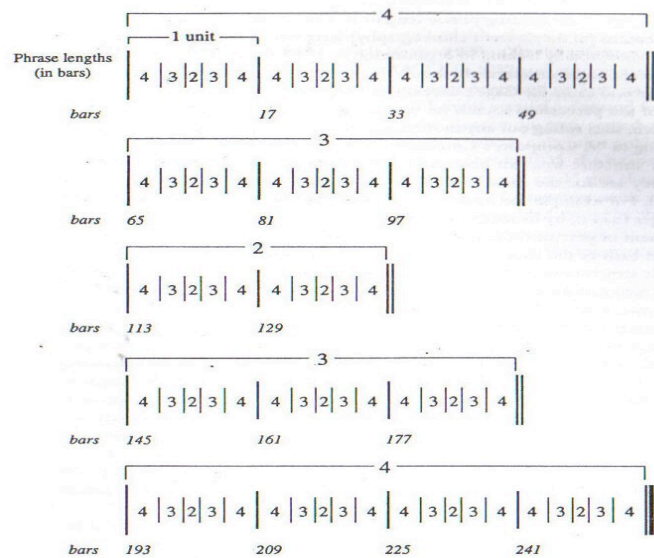 4
1 unit
Phrase lengths
(in bars)
4 3 2 3 4 4 3 2 3 4 4 3 2 3 4 4 3 2 3 4
bars 17 33 49
3
4 3 2 3 4 4 3 2 3 4 4 3 2 3 4
bars 65 81 97
2
4 3 2 3 4 4 3 2 3 4
bars 113 129
3
4 3 2 3 4 4 3 2 3 4 4 3 2 3 4
bars 145 161 177
4
4 3 2 3 4 4 3 2 3 4 4 3 2 3 4 4 3 2 3 4
bars 193 209 225 241